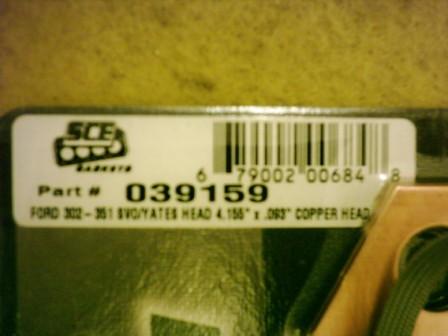 SCE
GASKETS
6 79002 00684 8
Part # 039159
FORD 302-351 SVO/YATES HEAD 4.155" x .093" COPPER HEAD